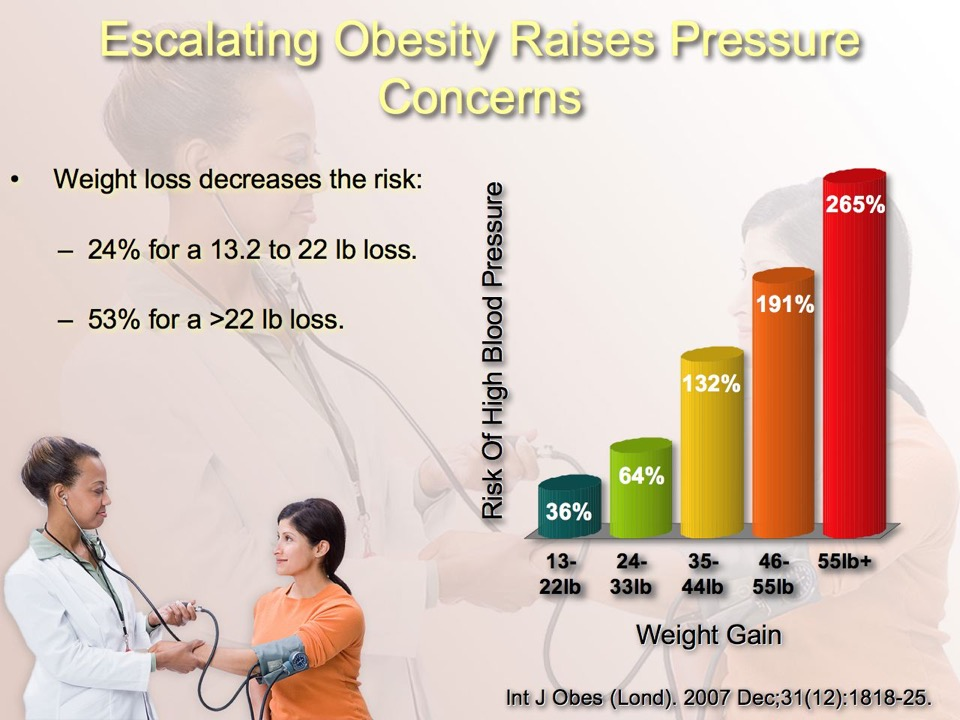 Escalating Obesity Raises Pressure
Concerns
• Weight loss decreases the risk:
– 24% for a 13.2 to 22 lb loss.
– 53% for a >22 lb loss.
Risk Of High Blood Pressure
36%
64%
132%
191%
265%
13-
22lb
24-
33lb
35-
44lb
46-
55lb
55lb+
Weight Gain
Int J Obes (Lond). 2007 Dec;31(12):1818-25.